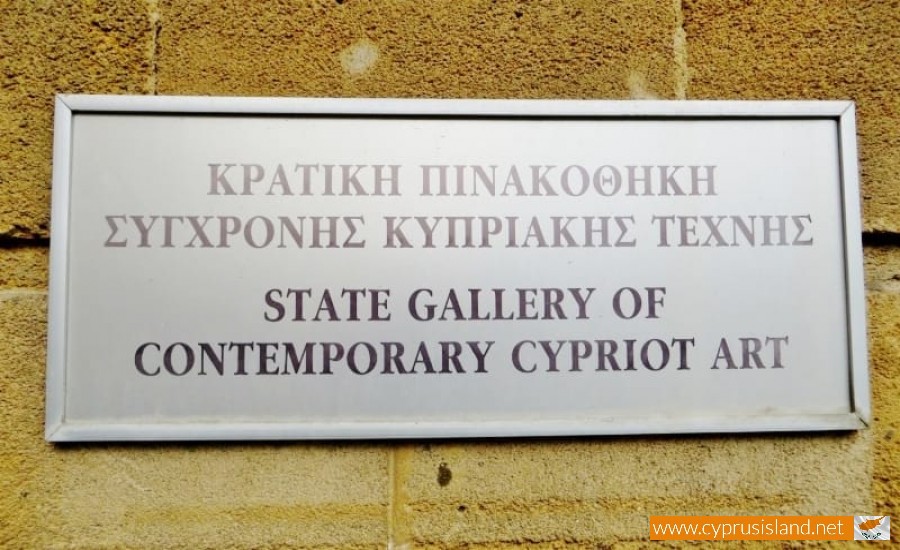 ΚΡΑΤΙΚΗ ΠΙΝΑΚΟΘΗΚΗ
ΣΥΓΧΡΟΝΗΣ ΚΥΠΡΙΑΚΗΣ ΤΕΧΝΗΣ
STATE GALLERY OF
CONTEMPORARY CYPRIOT ART
www.cyprusisland.net